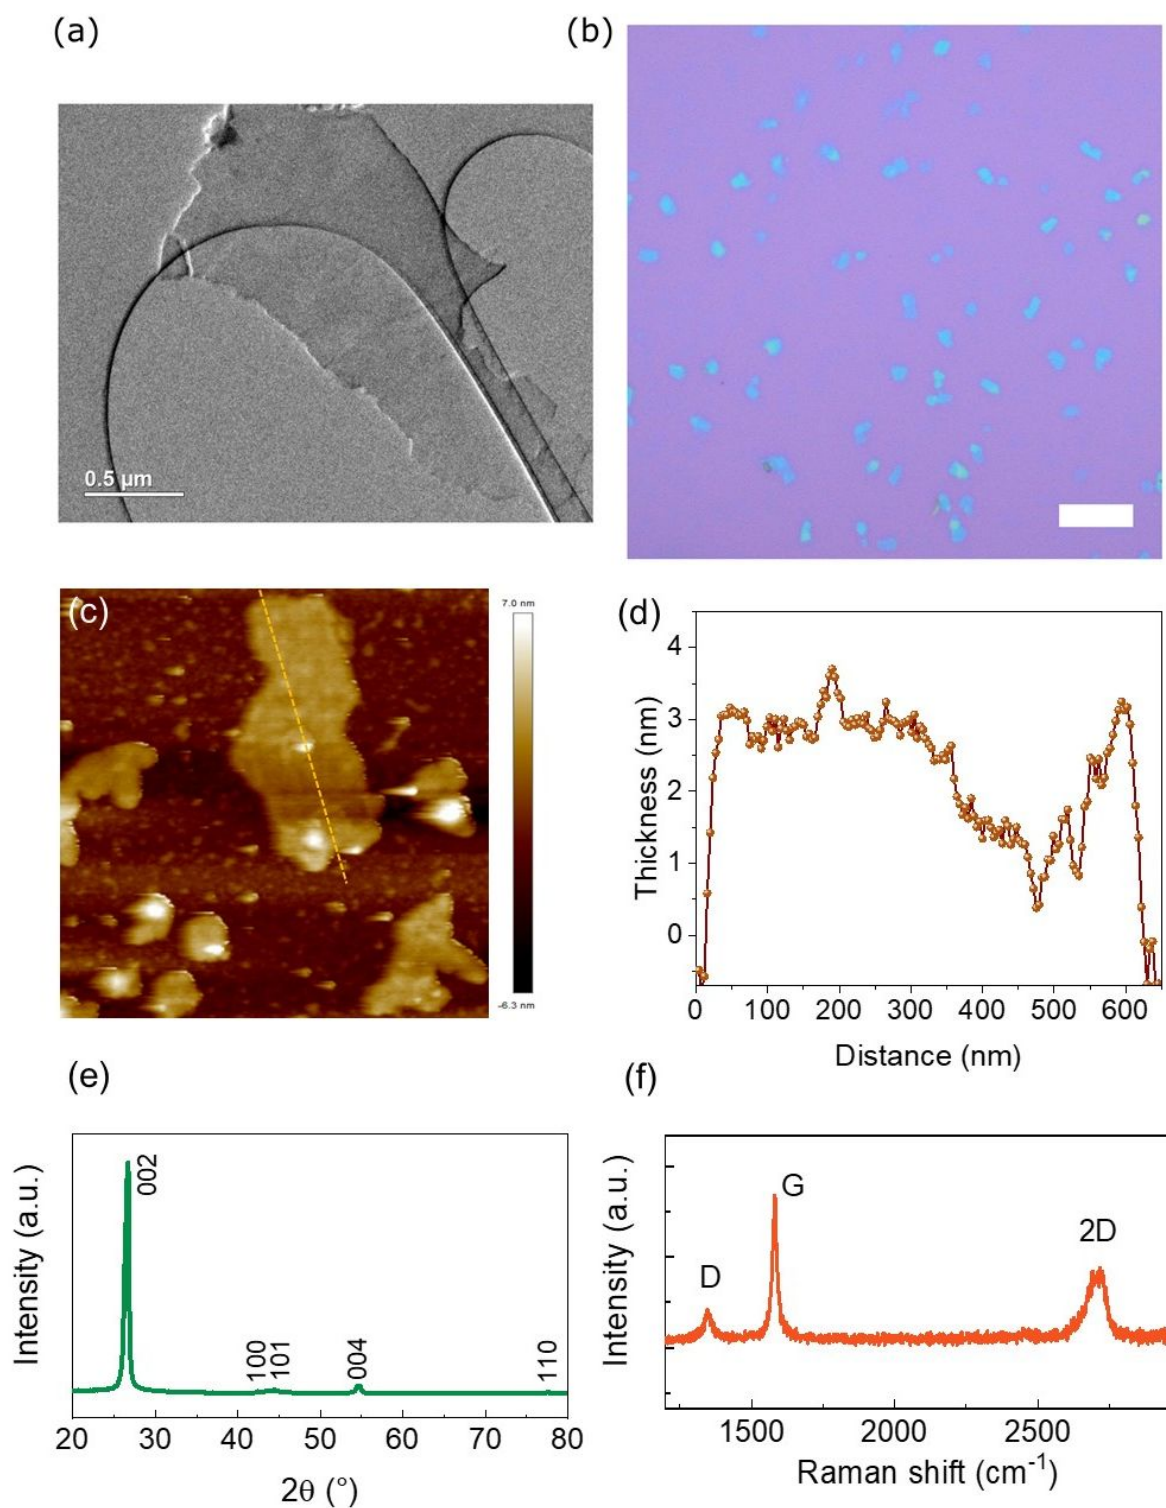 (a)
(b)
0.5 µm
(c)
7.0 nm
-6.3 nm
(d)
4
3
2
1
0
Thickness (nm)
0 100 200 300 400 500 600
Distance (nm)
(e)
Intensity (a.u.)
002
100
101
004
110
20 30 40 50 60 70 80
2θ (°)
(f)
Intensity (a.u.)
D
G
2D
1500 2000 2500
Raman shift (cm⁻¹)